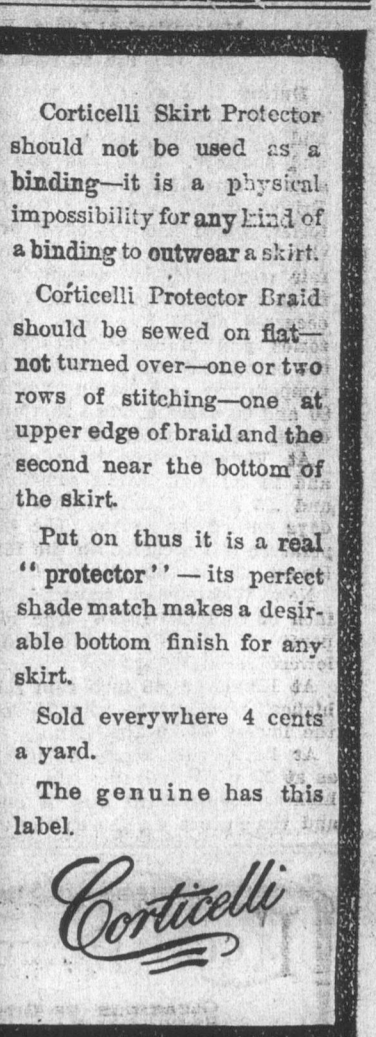 Corticelli Skirt Protector
should not be used as a
binding—it is a physical
impossibility for any kind of
a binding to outwear a skirt.
Corticelli Protector Braid
should be sewed on flat—
not turned over—one or two
rows of stitching—one at
upper edge of braid and the
second near the bottom of
the skirt.
Put on thus it is a real
"protector"—its perfect
shade match makes a desir-
able bottom finish for any
skirt.
Sold everywhere 4 cents
a yard.
The genuine has this
label.
Corticelli